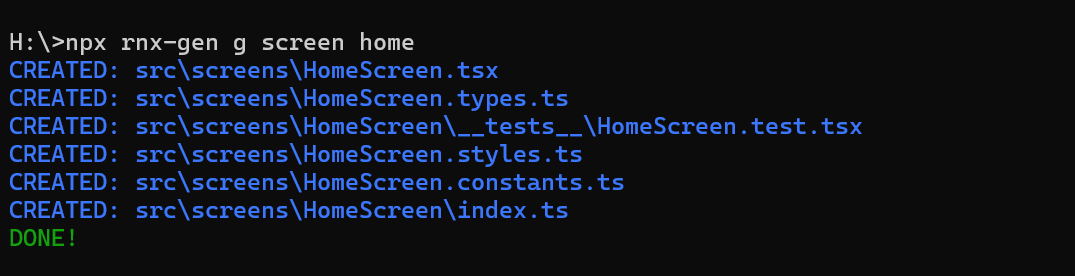 H:\>npx rnx-gen g screen home
CREATED: src\screens\HomeScreen.tsx
CREATED: src\screens\HomeScreen.types.ts
CREATED: src\screens\HomeScreen\__tests__\HomeScreen.test.tsx
CREATED: src\screens\HomeScreen.styles.ts
CREATED: src\screens\HomeScreen.constants.ts
CREATED: src\screens\HomeScreen\index.ts
DONE!